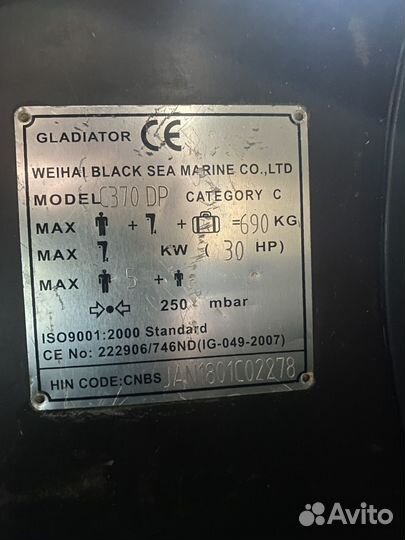 GLADIATOR CE
WEIHAI BLACK SEA MARINE CO.,LTD
MODEL C370 DP CATEGORY C
MAX + + =690 KG
MAX KW 30 HP)
MAX 5 +
250 mbar
ISO9001:2000 Standard
CE No: 222906/746ND(IG-049-2007)
HIN CODE:CNBS JAN1801C02278
Avito